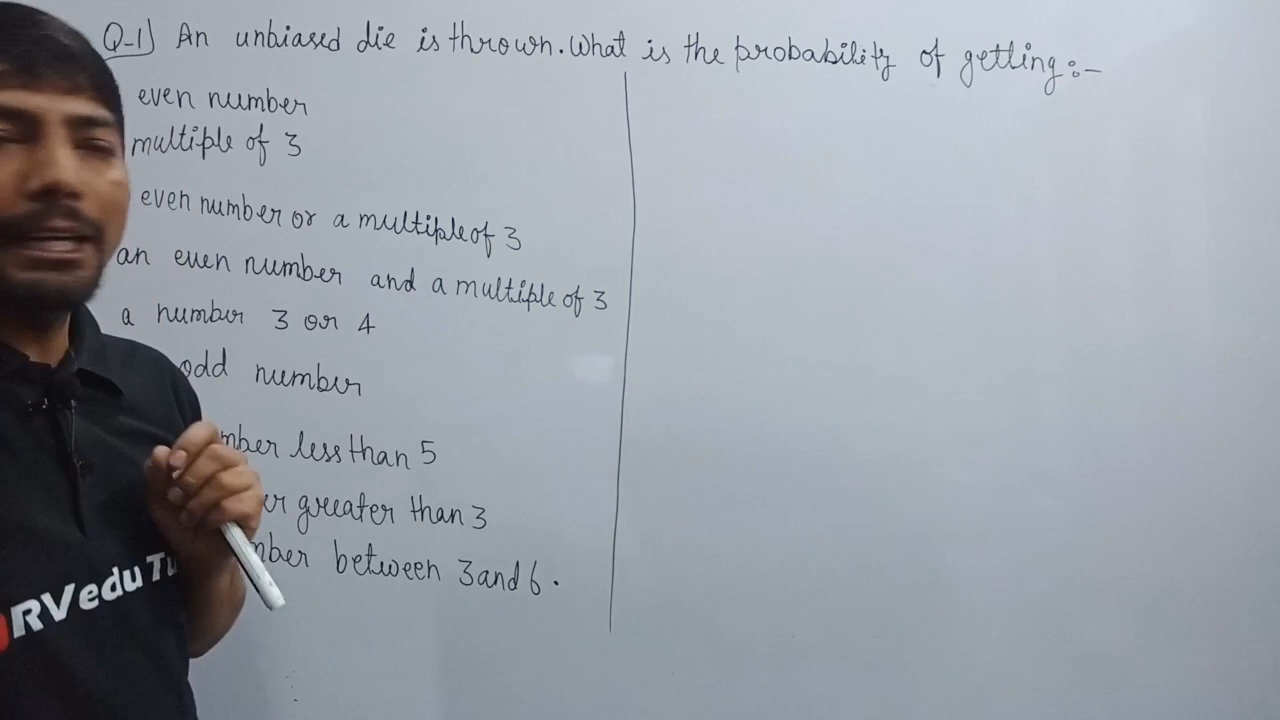 Q-1) An unbiased die is thrown. What is the probability of getting:-
even number
multiple of 3
even number or a multiple of 3
an even number and a multiple of 3
a number 3 or 4
odd number
less than 5
greater than 3
between 3 and 6.
RVedu